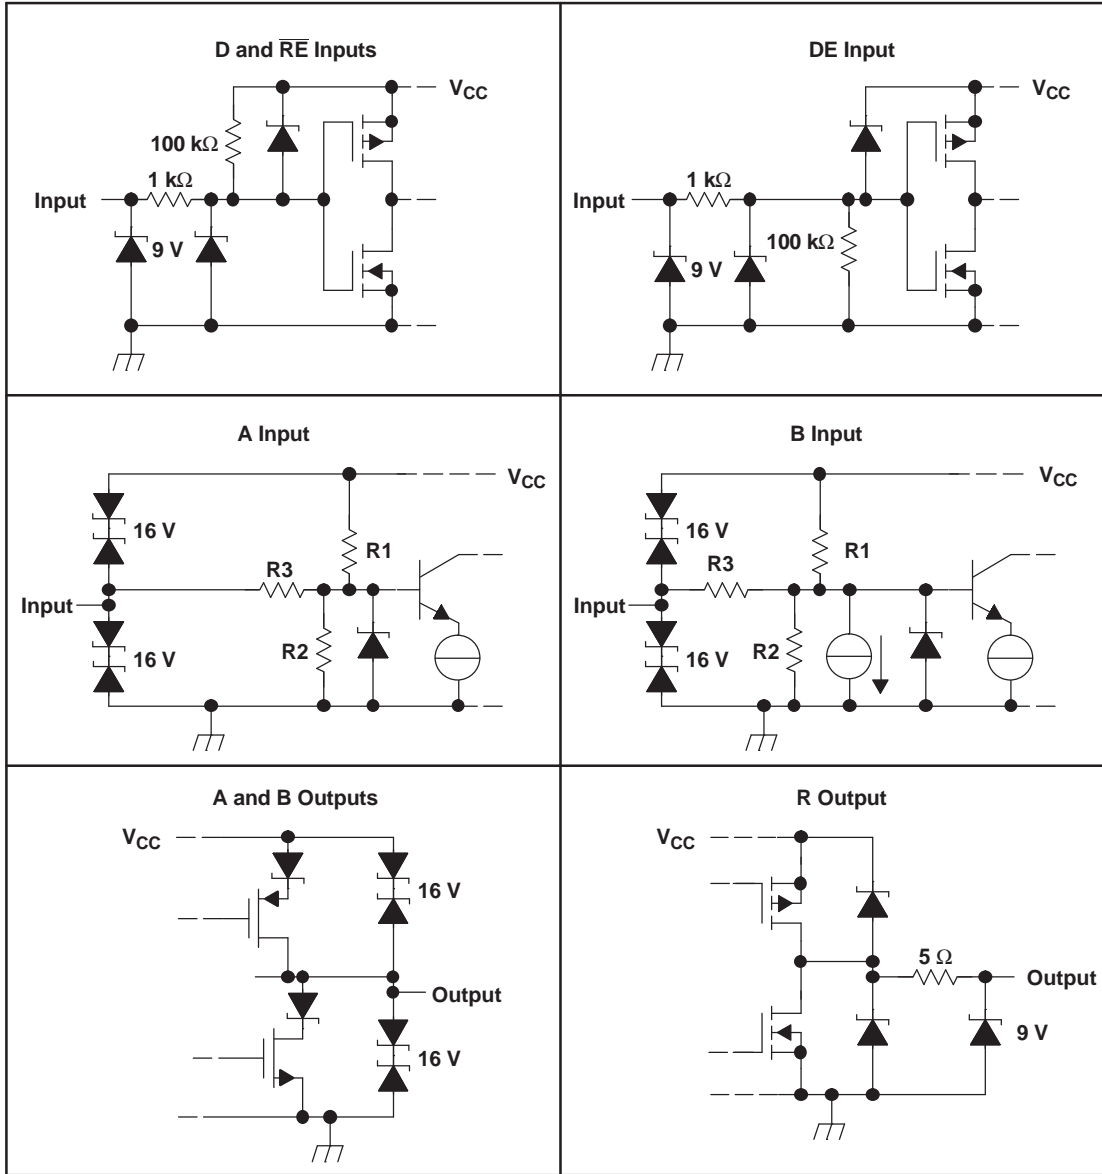 D and R̅E̅ Inputs
V_CC
100 kΩ
1 kΩ
Input
9 V
DE Input
V_CC
1 kΩ
Input
100 kΩ
9 V
A Input
V_CC
16 V
R1
R3
Input
R2
16 V
B Input
V_CC
16 V
R1
R3
Input
R2
16 V
A and B Outputs
V_CC
16 V
Output
16 V
R Output
V_CC
5 Ω
Output
9 V